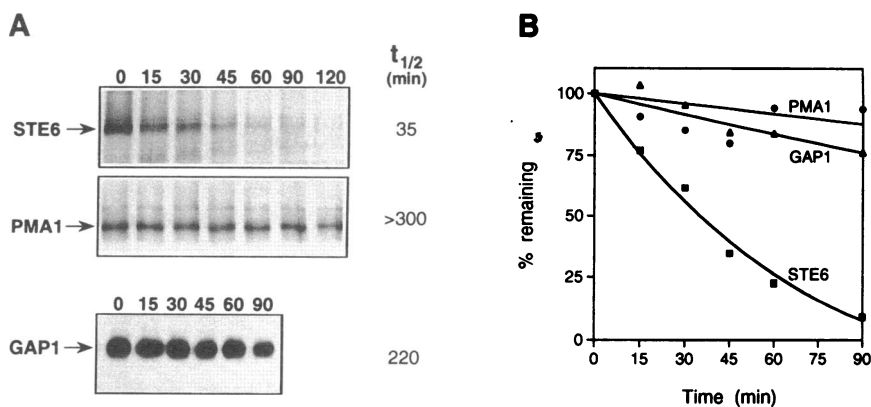 A
t1/2
(min)
0 15 30 45 60 90 120
STE6
35
PMA1
>300
0 15 30 45 60 90
GAP1
220
B
% remaining
100
75
50
25
0
PMA1
GAP1
STE6
0 15 30 45 60 75 90
Time (min)